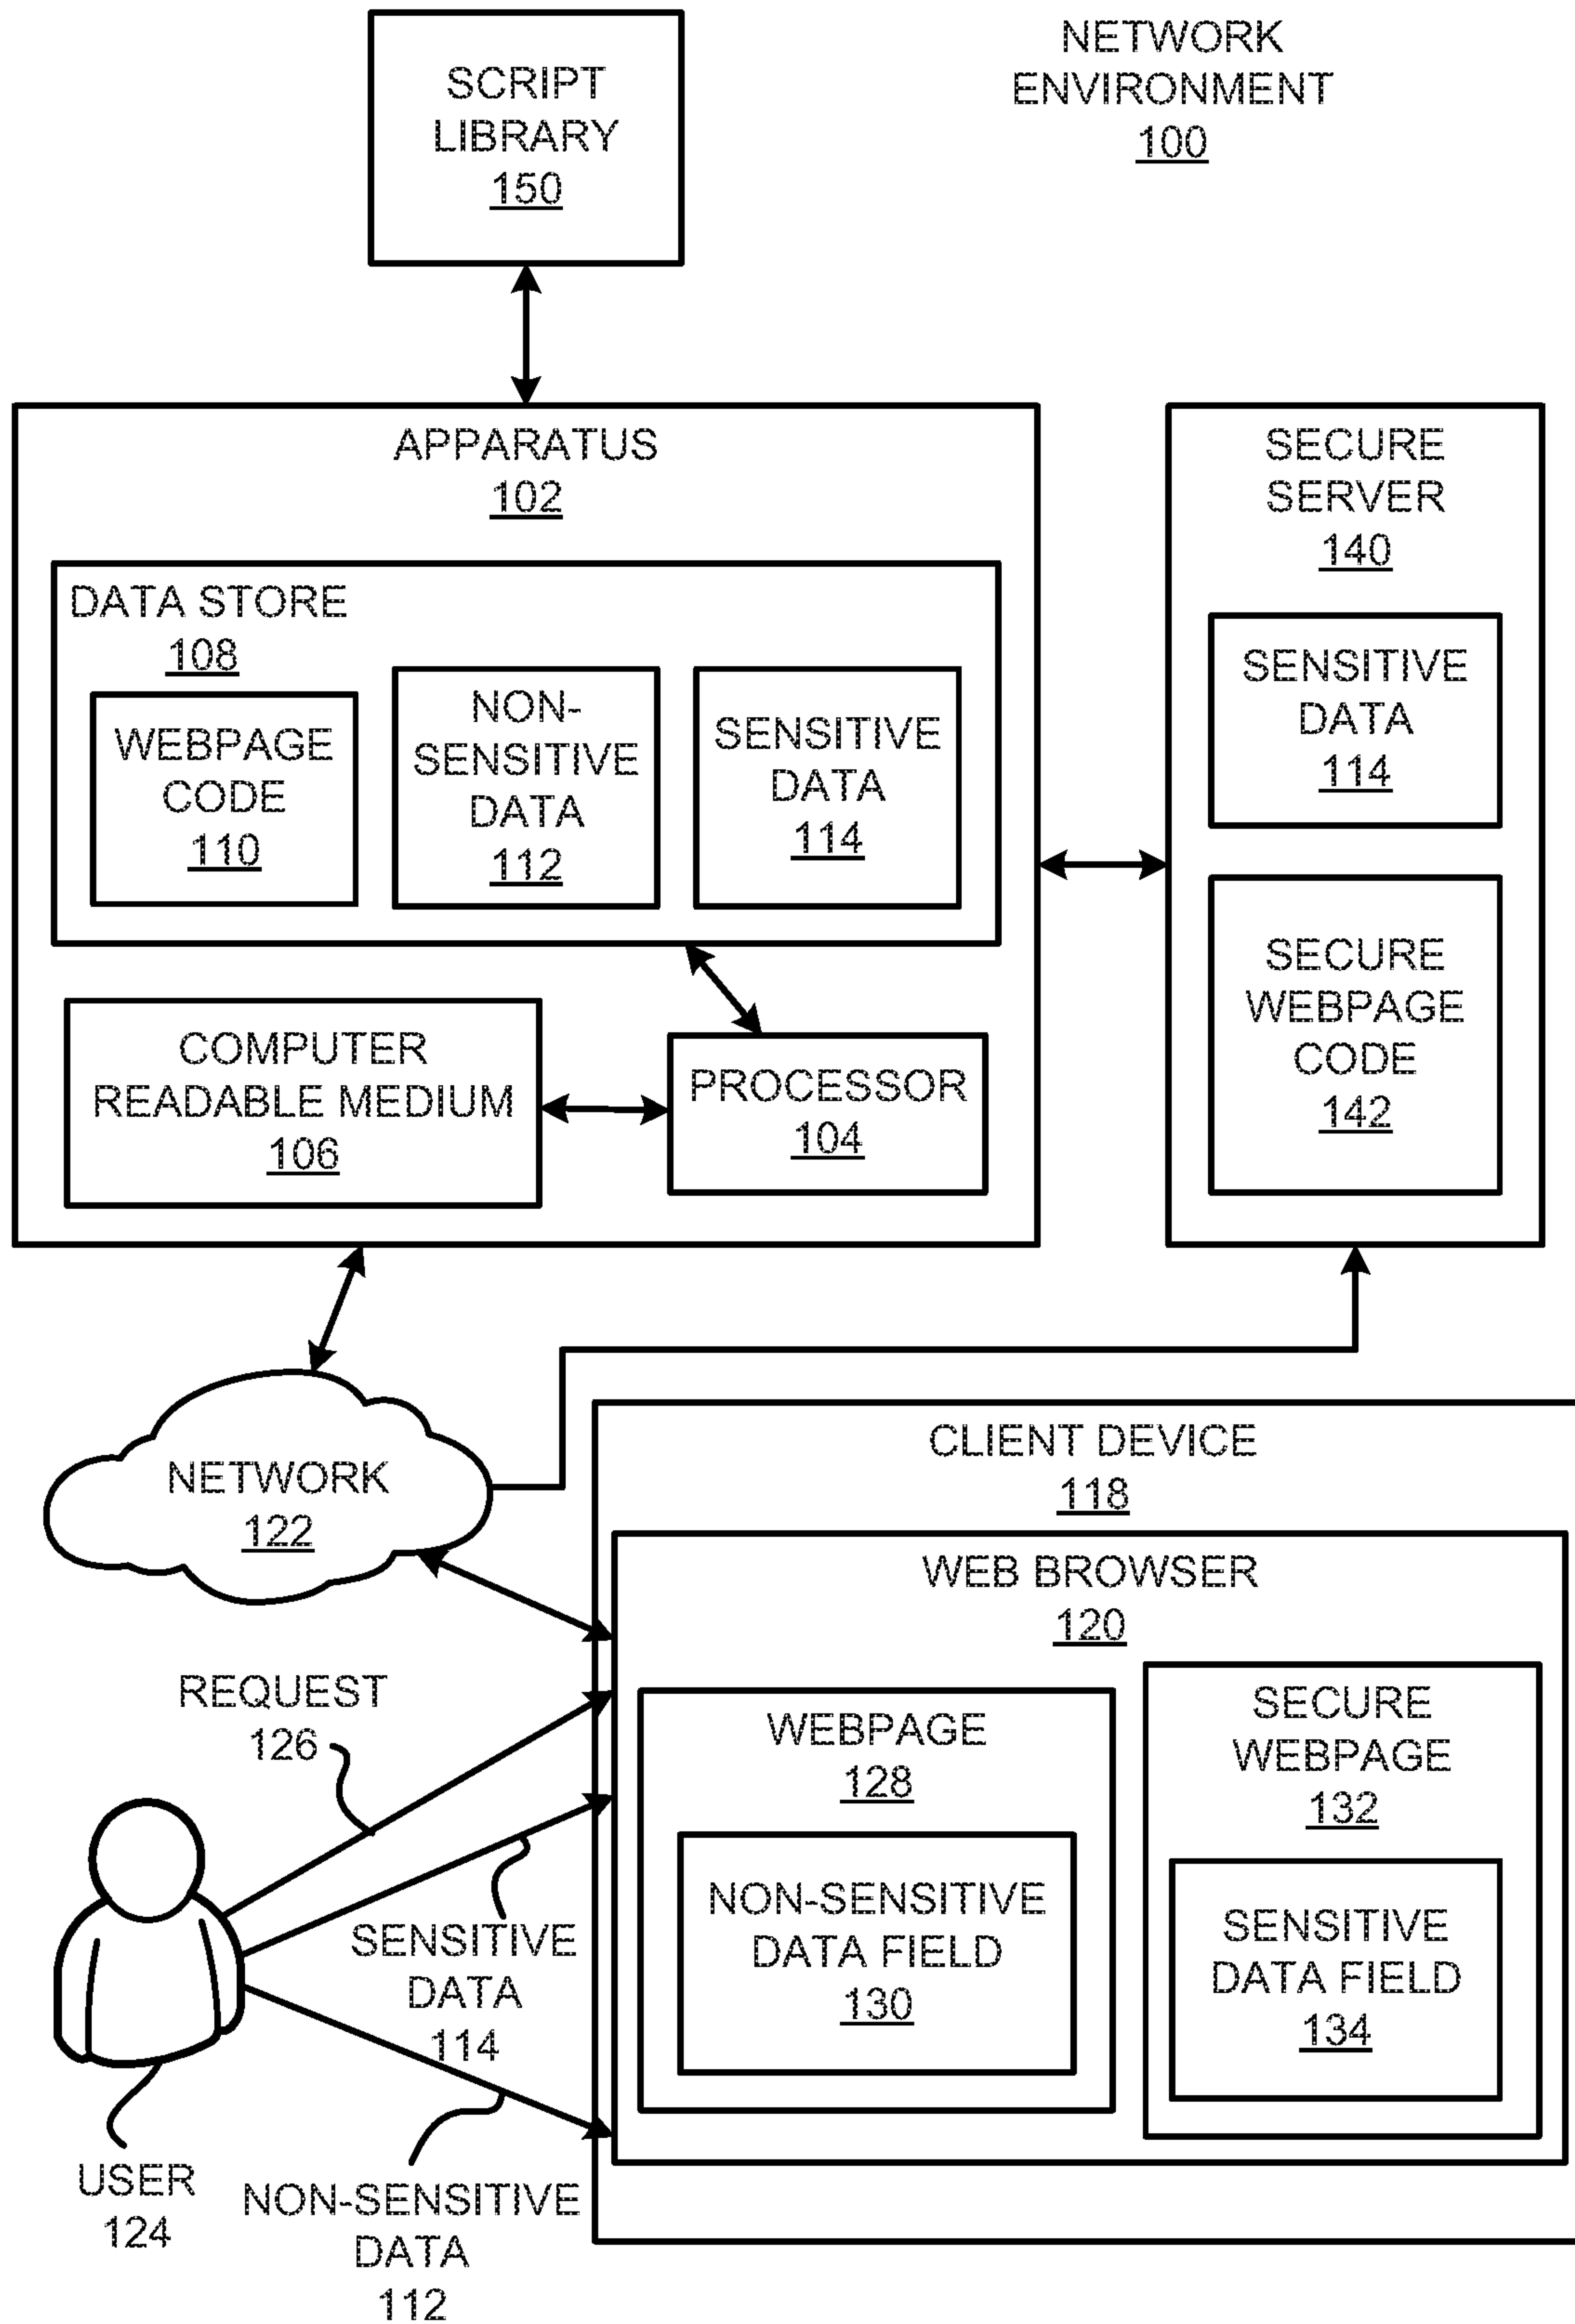 SCRIPT
LIBRARY
150
NETWORK
ENVIRONMENT
100
APPARATUS
102
DATA STORE
108
WEBPAGE
CODE
110
NON-
SENSITIVE
DATA
112
SENSITIVE
DATA
114
COMPUTER
READABLE MEDIUM
106
PROCESSOR
104
SECURE
SERVER
140
SENSITIVE
DATA
114
SECURE
WEBPAGE
CODE
142
NETWORK
122
CLIENT DEVICE
118
WEB BROWSER
120
WEBPAGE
128
NON-SENSITIVE
DATA FIELD
130
SECURE
WEBPAGE
132
SENSITIVE
DATA FIELD
134
REQUEST
126
SENSITIVE
DATA
114
USER
124
NON-SENSITIVE
DATA
112